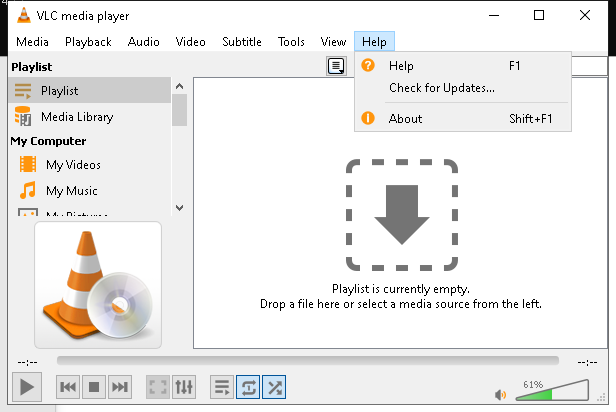 VLC media player
Media Playback Audio Video Subtitle Tools View Help
Playlist
Playlist
Media Library
My Computer
My Videos
My Music
My Pictures
Help F1
Check for Updates...
About Shift+F1
Playlist is currently empty.
Drop a file here or select a media source from the left.
--:-- --:--
61%